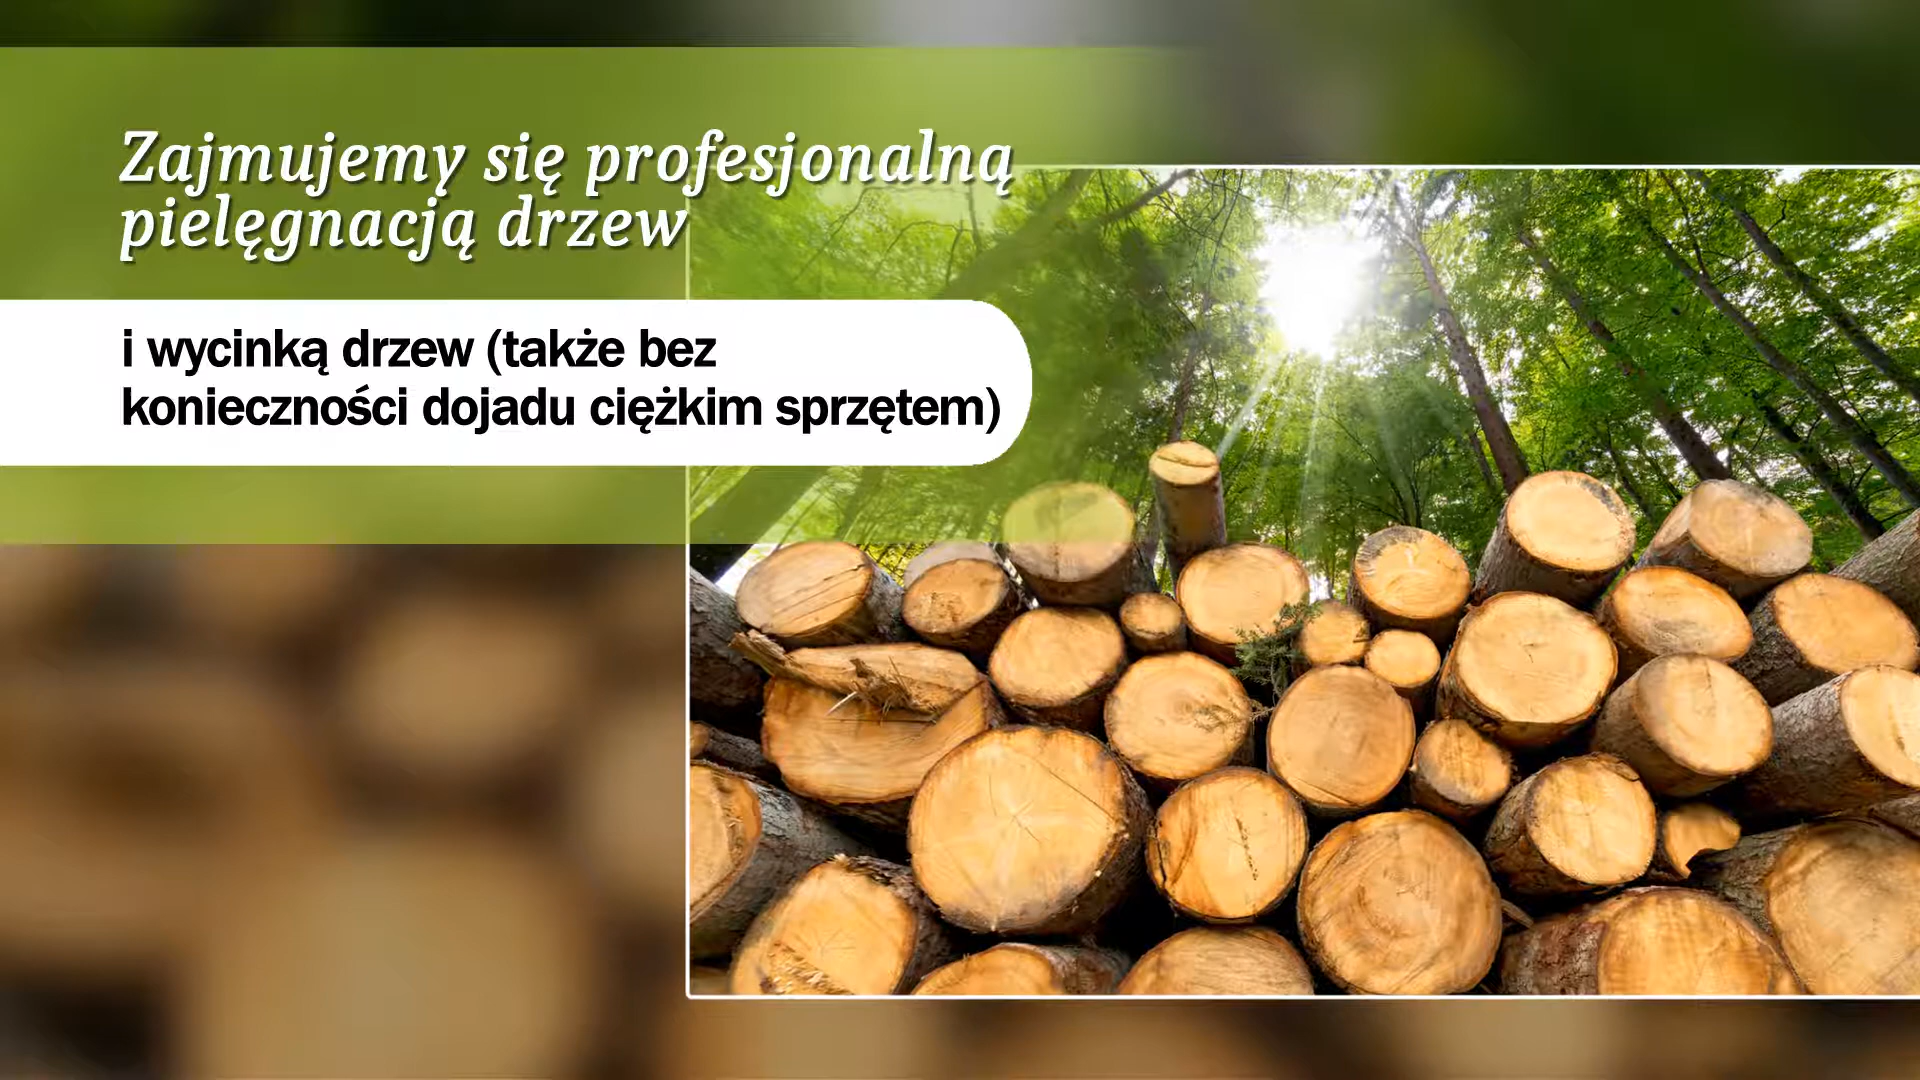 Zajmujemy się profesjonalną
pielęgnacją drzew
i wycinką drzew (także bez
konieczności dojadu ciężkim sprzętem)